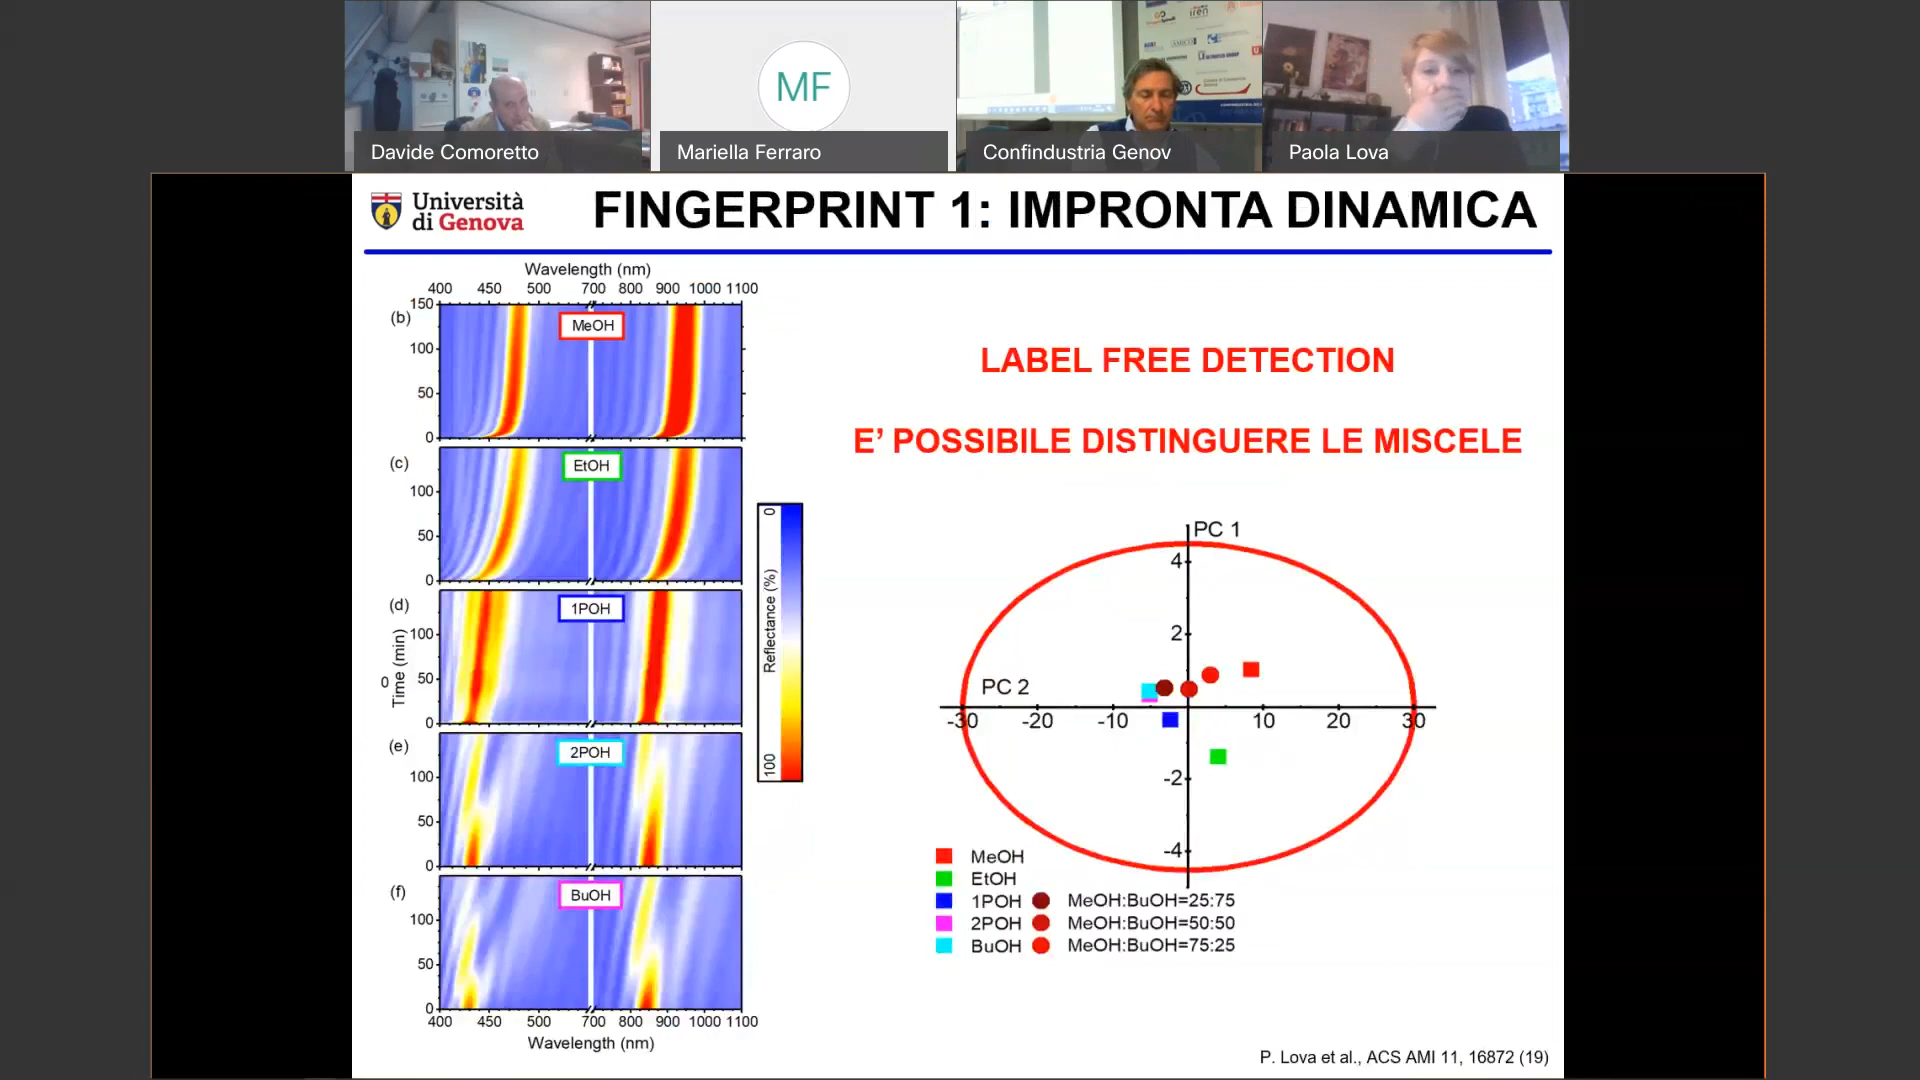 MF
Davide Comoretto
Mariella Ferraro
Confindustria Genov
Paola Lova
iren
Università
di Genova
FINGERPRINT 1: IMPRONTA DINAMICA
Wavelength (nm)
400 450 500 700 800 900 1000 1100
(b)
150
100
50
0
MeOH
(c)
100
50
0
EtOH
(d)
100
50
0
1POH
Time (min)
0
(e)
100
50
0
2POH
(f)
100
50
0
BuOH
400 450 500 700 800 900 1000 1100
Wavelength (nm)
0
Reflectance (%)
100
LABEL FREE DETECTION
E' POSSIBILE DISTINGUERE LE MISCELE
PC 1
4
2
PC 2
-30 -20 -10 10 20 30
-2
-4
MeOH
EtOH
1POH MeOH:BuOH=25:75
2POH MeOH:BuOH=50:50
BuOH MeOH:BuOH=75:25
P. Lova et al., ACS AMI 11, 16872 (19)